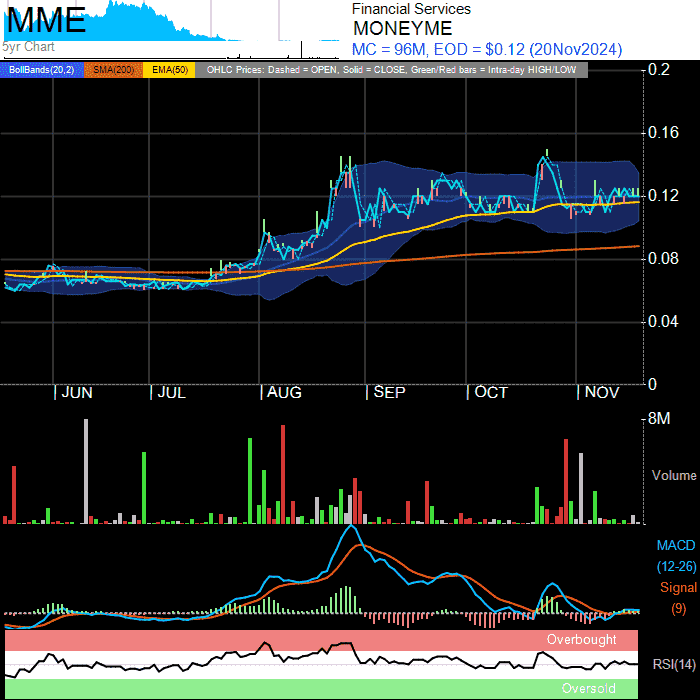 MME
5yr Chart
Financial Services
MONEYME
MC = 96M, EOD = $0.12 (20Nov2024)
BollBands(20,2) SMA(200) EMA(50) OHLC Prices: Dashed = OPEN, Solid = CLOSE, Green/Red bars = Intra-day HIGH/LOW
0.2
0.16
0.12
0.08
0.04
0
JUN JUL AUG SEP OCT NOV
8M
Volume
MACD
(12-26)
Signal
(9)
Overbought
RSI(14)
Oversold